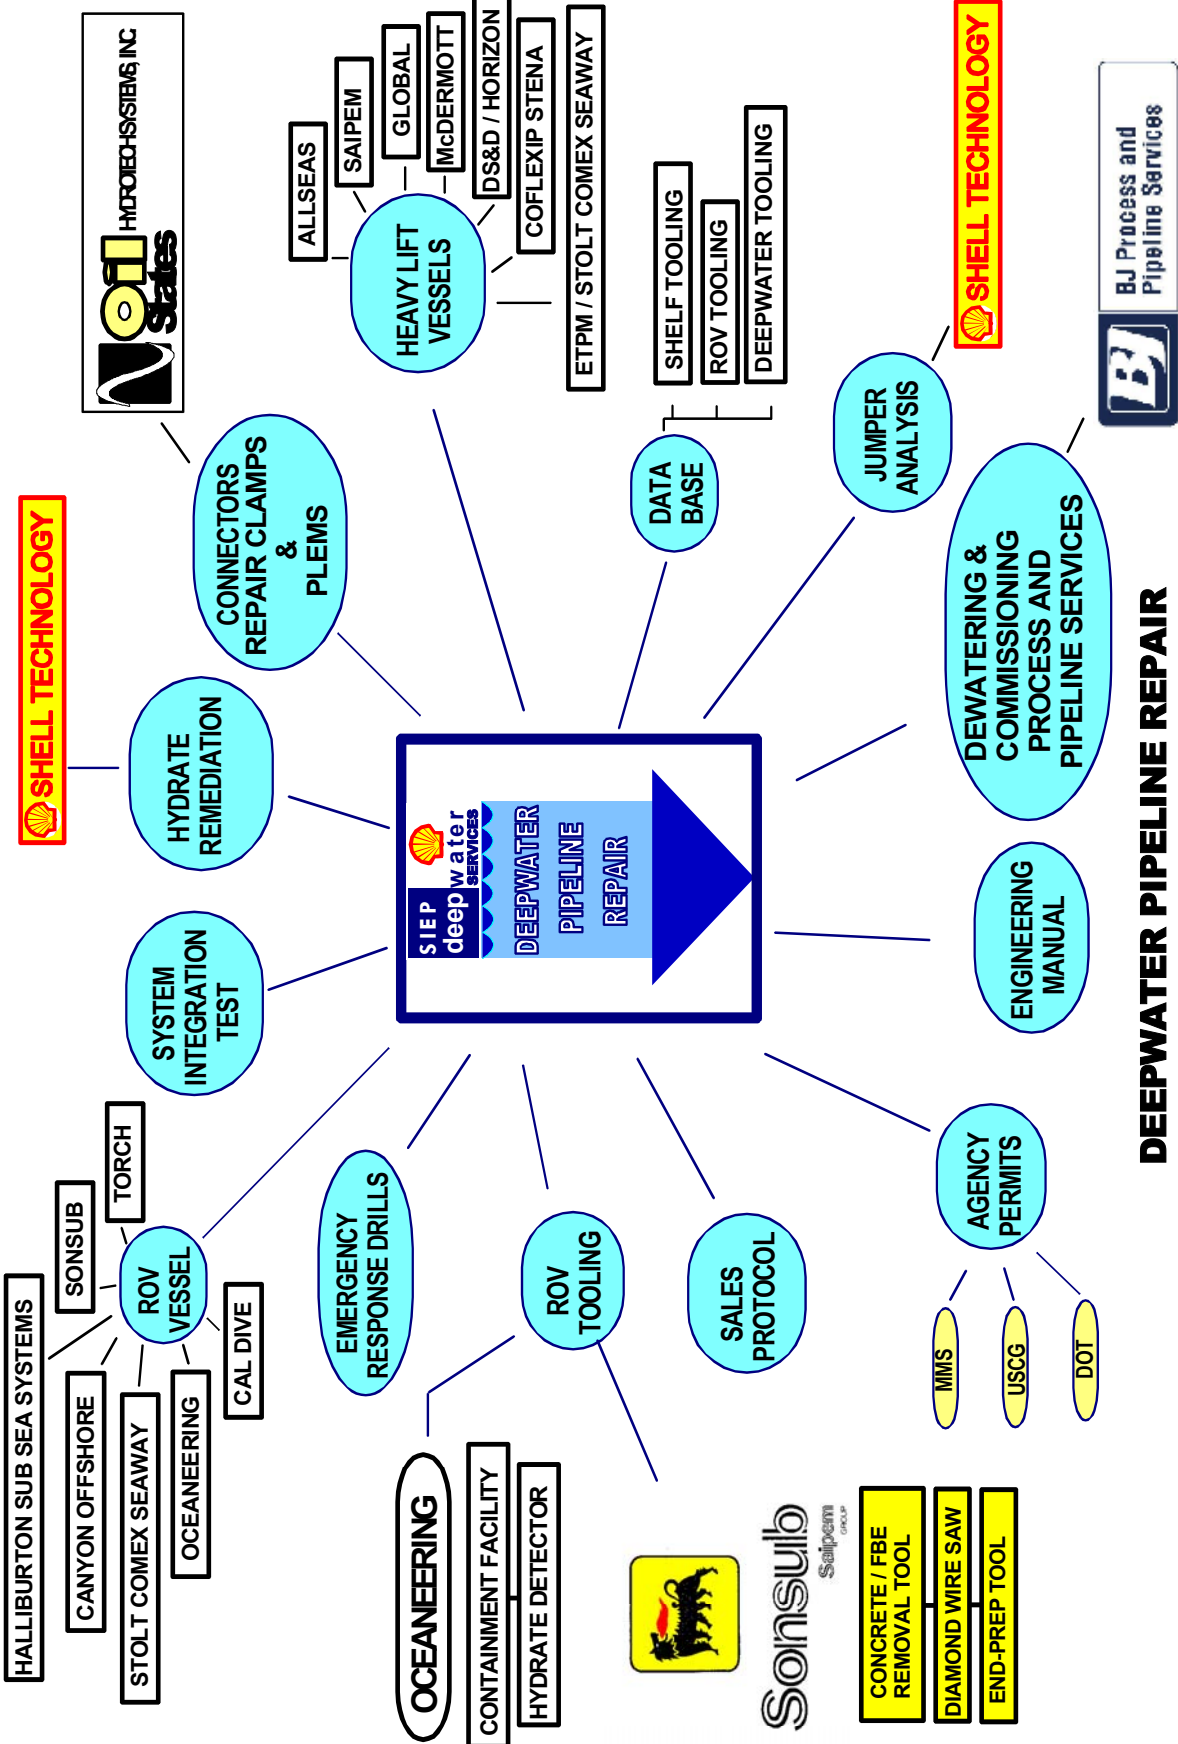 HALLIBURTON SUB SEA SYSTEMS
CANYON OFFSHORE
STOLT COMEX SEAWAY
OCEANEERING
SONSUB
TORCH
CAL DIVE
ROV
VESSEL
SYSTEM
INTEGRATION
TEST
SHELL TECHNOLOGY
HYDRATE
REMEDIATION
CONNECTORS
REPAIR CLAMPS
&
PLEMS
Oil
States
HYDROTECH SYSTEMS, INC.
ALLSEAS
SAIPEM
GLOBAL
McDERMOTT
DS&D / HORIZON
COFLEXIP STENA
ETPM / STOLT COMEX SEAWAY
HEAVY LIFT
VESSELS
EMERGENCY
RESPONSE DRILLS
SIEP
deepwater
SERVICES
DEEPWATER
PIPELINE
REPAIR
OCEANEERING
CONTAINMENT FACILITY
HYDRATE DETECTOR
ROV
TOOLING
DATA
BASE
SHELF TOOLING
ROV TOOLING
DEEPWATER TOOLING
Sonsub
Saipem
GROUP
SALES
PROTOCOL
CONCRETE / FBE
REMOVAL TOOL
DIAMOND WIRE SAW
END-PREP TOOL
AGENCY
PERMITS
MMS
USCG
DOT
ENGINEERING
MANUAL
DEWATERING &
COMMISSIONING
PROCESS AND
PIPELINE SERVICES
JUMPER
ANALYSIS
SHELL TECHNOLOGY
BJ
BJ Process and
Pipeline Services
DEEPWATER PIPELINE REPAIR